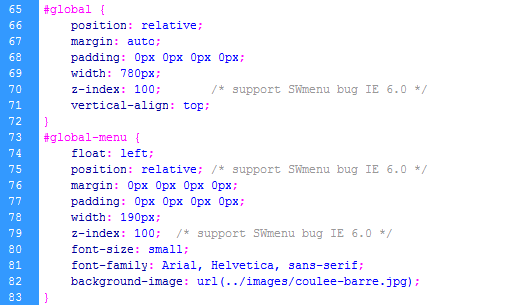 65 #global {
66 position: relative;
67 margin: auto;
68 padding: 0px 0px 0px 0px;
69 width: 780px;
70 z-index: 100; /* support SWmenu bug IE 6.0 */
71 vertical-align: top;
72 }
73 #global-menu {
74 float: left;
75 position: relative; /* support SWmenu bug IE 6.0 */
76 margin: 0px 0px 0px 0px;
77 padding: 0px 0px 0px 0px;
78 width: 190px;
79 z-index: 100; /* support SWmenu bug IE 6.0 */
80 font-size: small;
81 font-family: Arial, Helvetica, sans-serif;
82 background-image: url(../images/coulee-barre.jpg);
83 }